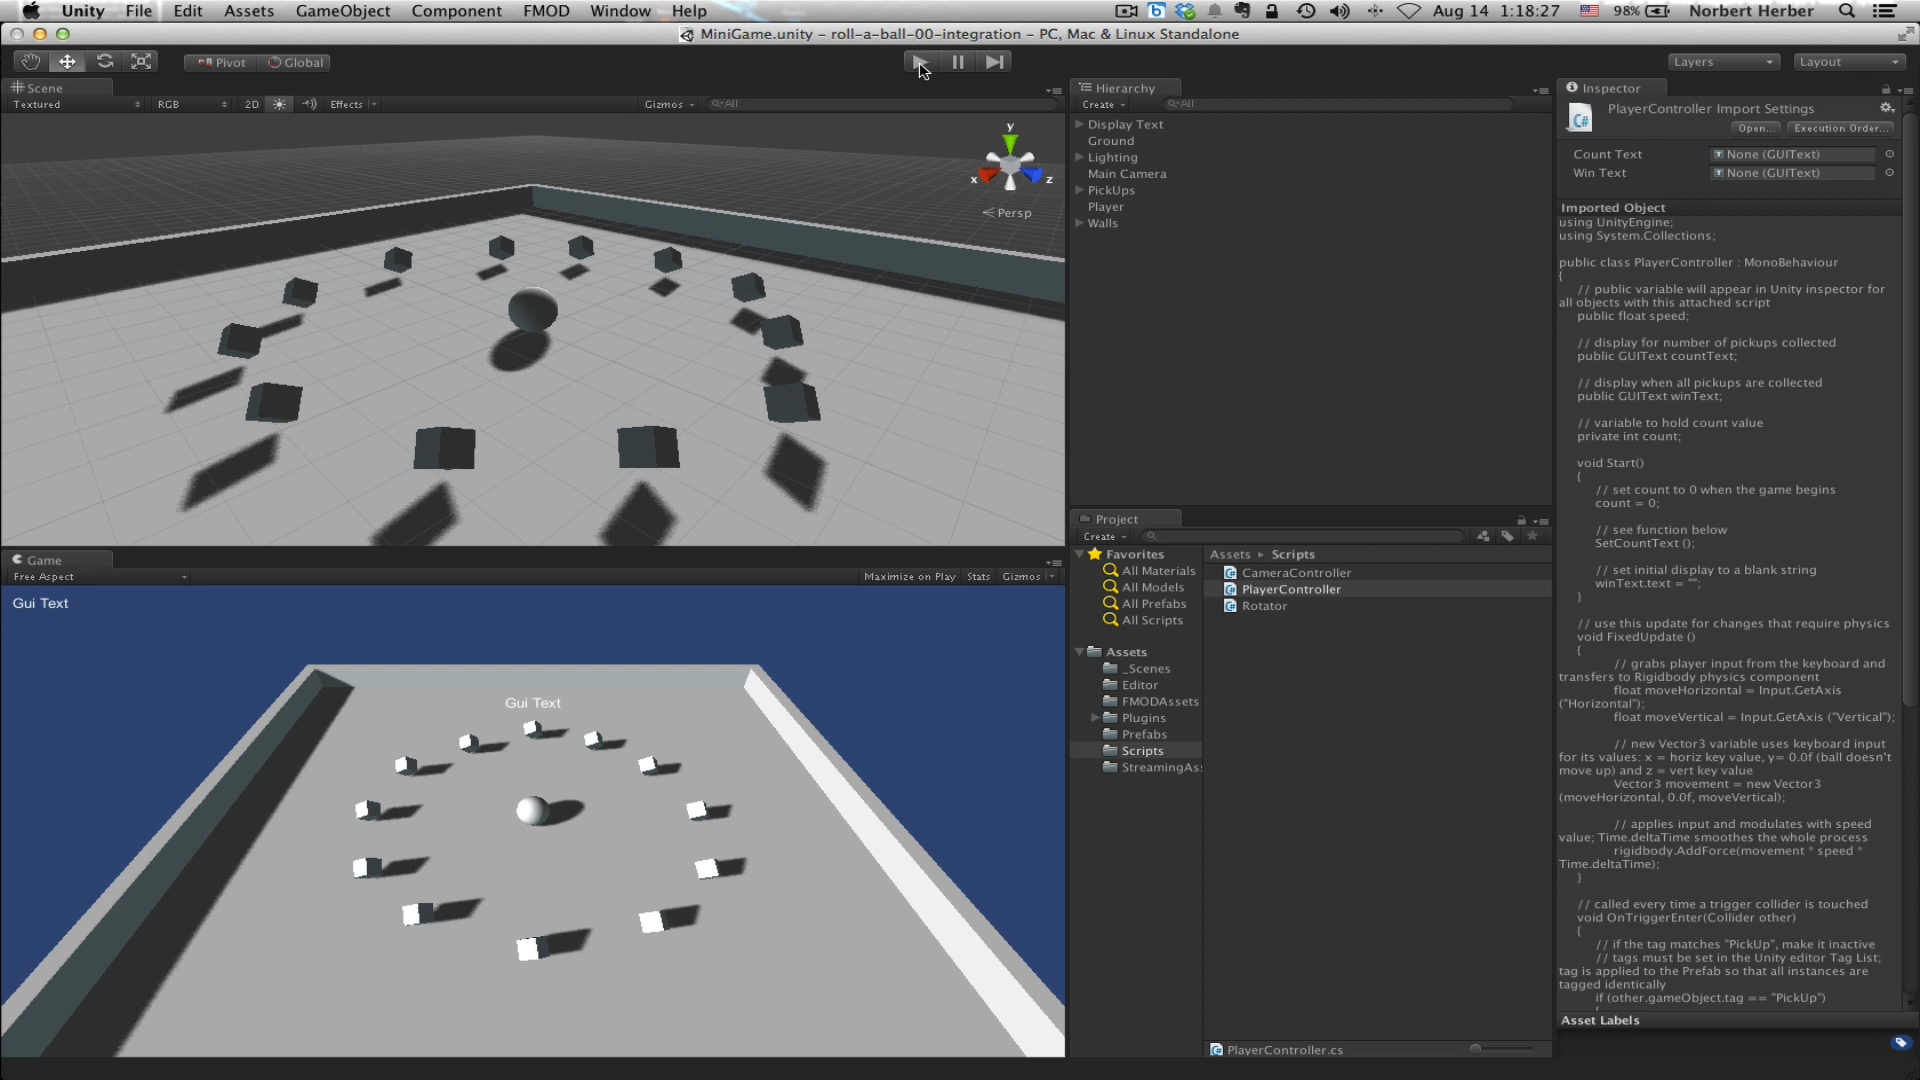 Unity File Edit Assets GameObject Component FMOD Window Help Aug 14 1:18:27 98% Norbert Herber
MiniGame.unity – roll-a-ball-00-integration – PC, Mac & Linux Standalone
Pivot Global Layers Layout
Scene
Textured RGB 2D Effects Gizmos All
y
x z
Persp
Game
Free Aspect Maximize on Play Stats Gizmos
Gui Text
Gui Text
Hierarchy
Create All
Display Text
Ground
Lighting
Main Camera
PickUps
Player
Walls
Project
Create
Favorites
All Materials
All Models
All Prefabs
All Scripts
Assets
_Scenes
Editor
FMODAssets
Plugins
Prefabs
Scripts
StreamingAs
Assets Scripts
CameraController
PlayerController
Rotator
PlayerController.cs
Inspector
PlayerController Import Settings
C#
Open... Execution Order...
Count Text None (GUIText)
Win Text None (GUIText)
Imported Object
using UnityEngine;
using System.Collections;
public class PlayerController : MonoBehaviour
{
// public variable will appear in Unity inspector for
all objects with this attached script
public float speed;
// display for number of pickups collected
public GUIText countText;
// display when all pickups are collected
public GUIText winText;
// variable to hold count value
private int count;
void Start()
{
// set count to 0 when the game begins
count = 0;
// see function below
SetCountText ();
// set initial display to a blank string
winText.text = "";
}
// use this update for changes that require physics
void FixedUpdate ()
{
// grabs player input from the keyboard and
transfers to Rigidbody physics component
float moveHorizontal = Input.GetAxis
("Horizontal");
float moveVertical = Input.GetAxis ("Vertical");
// new Vector3 variable uses keyboard input
for its values: x = horiz key value, y= 0.0f (ball doesn't
move up) and z = vert key value
Vector3 movement = new Vector3
(moveHorizontal, 0.0f, moveVertical);
// applies input and modulates with speed
value; Time.deltaTime smoothes the whole process
rigidbody.AddForce(movement * speed *
Time.deltaTime);
}
// called every time a trigger collider is touched
void OnTriggerEnter(Collider other)
{
// if the tag matches "PickUp", make it inactive
// tags must be set in the Unity editor Tag List;
tag is applied to the Prefab so that all instances are
tagged identically
if (other.gameObject.tag == "PickUp")
Asset Labels